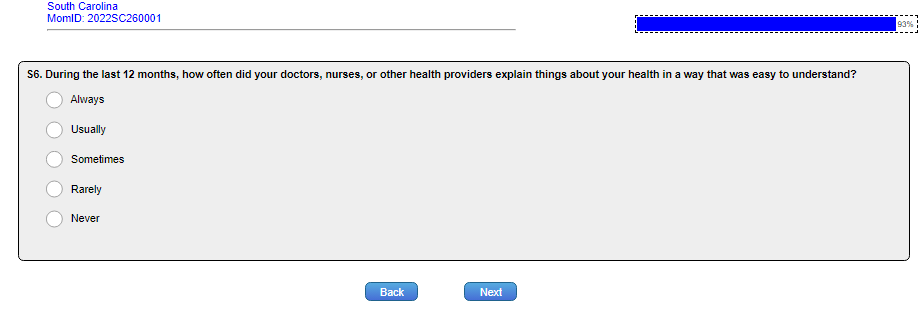 South Carolina
MomID: 2022SC260001
93%
S6. During the last 12 months, how often did your doctors, nurses, or other health providers explain things about your health in a way that was easy to understand?
Always
Usually
Sometimes
Rarely
Never
Back
Next